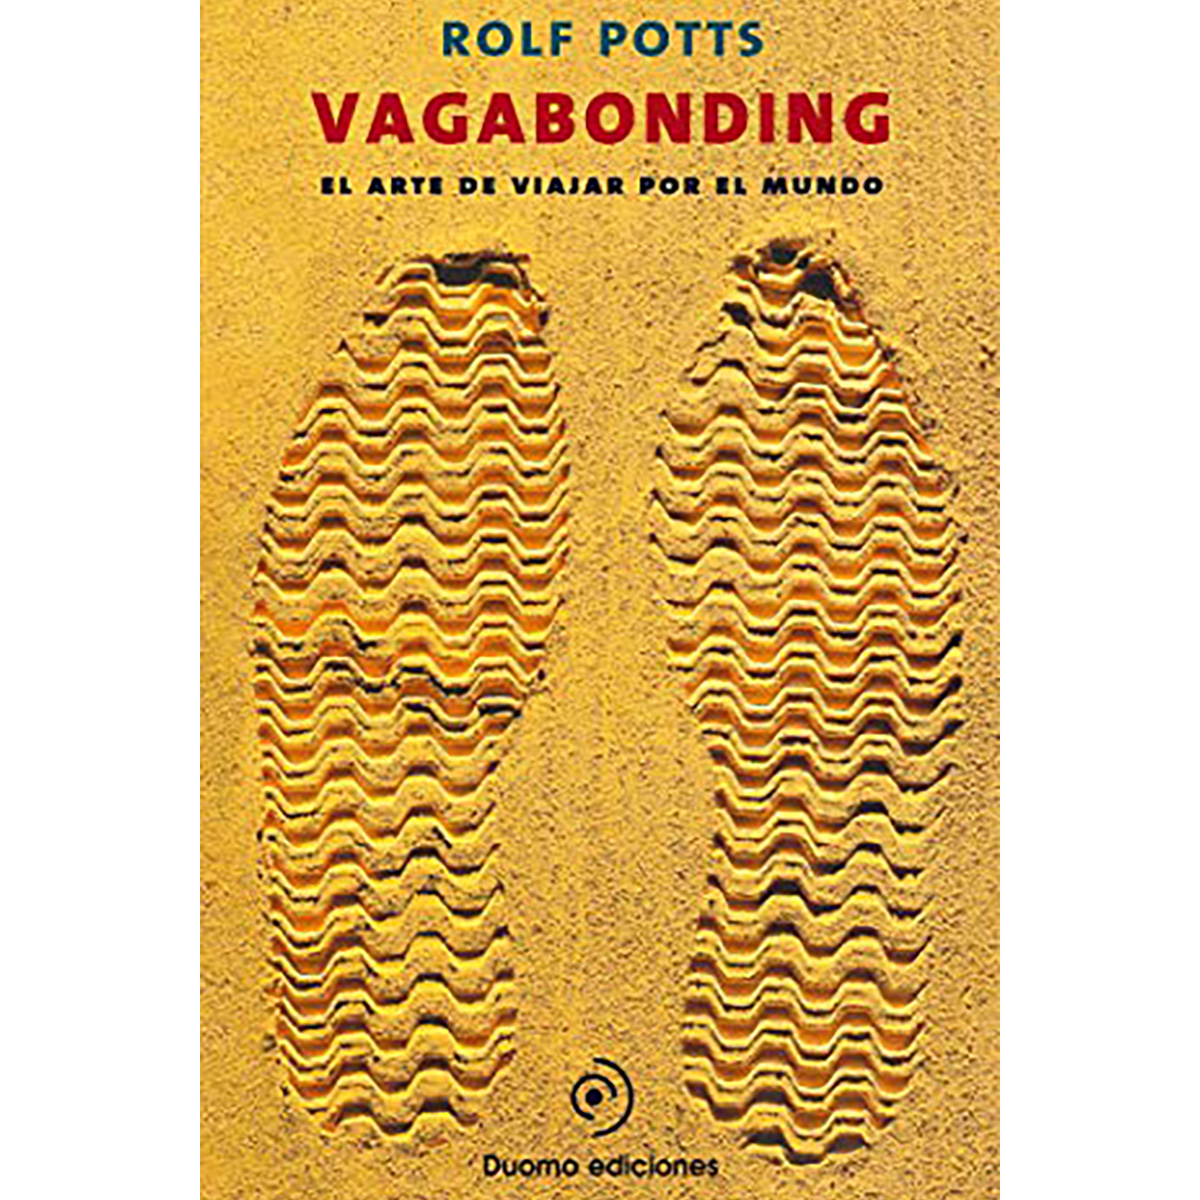 ROLF POTTS
VAGABONDING
EL ARTE DE VIAJAR POR EL MUNDO
Duomo ediciones